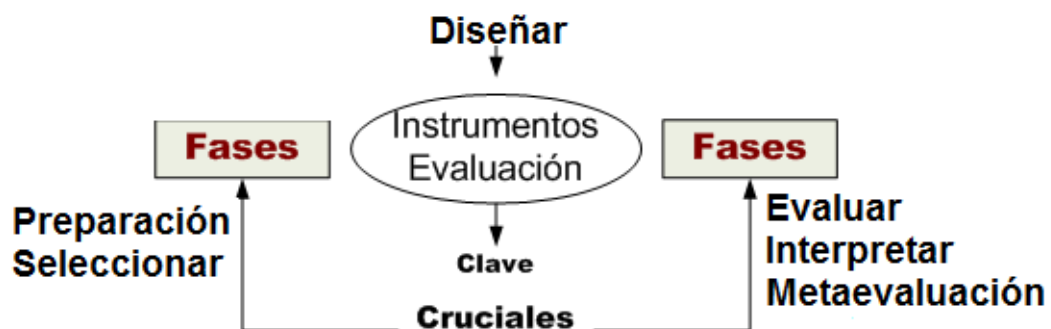 Diseñar
Instrumentos
Evaluación
Fases
Fases
Preparación
Seleccionar
Evaluar
Interpretar
Metaevaluación
Clave
Cruciales